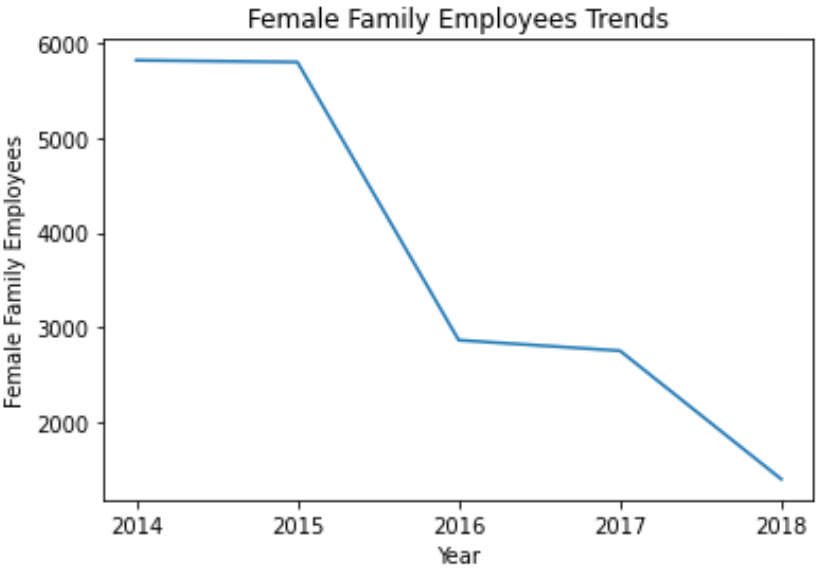 Female Family Employees Trends
Female Family Employees
6000
5000
4000
3000
2000
2014 2015 2016 2017 2018
Year